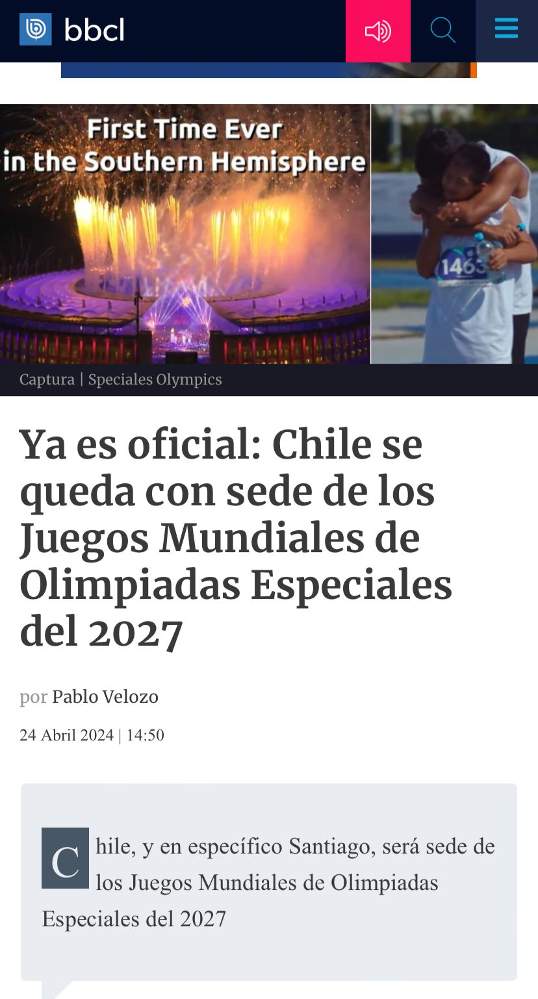 bbcl
First Time Ever
in the Southern Hemisphere
1463
Captura | Speciales Olympics
Ya es oficial: Chile se
queda con sede de los
Juegos Mundiales de
Olimpiadas Especiales
del 2027
por Pablo Velozo
24 Abril 2024 | 14:50
Chile, y en específico Santiago, será sede de
los Juegos Mundiales de Olimpiadas
Especiales del 2027